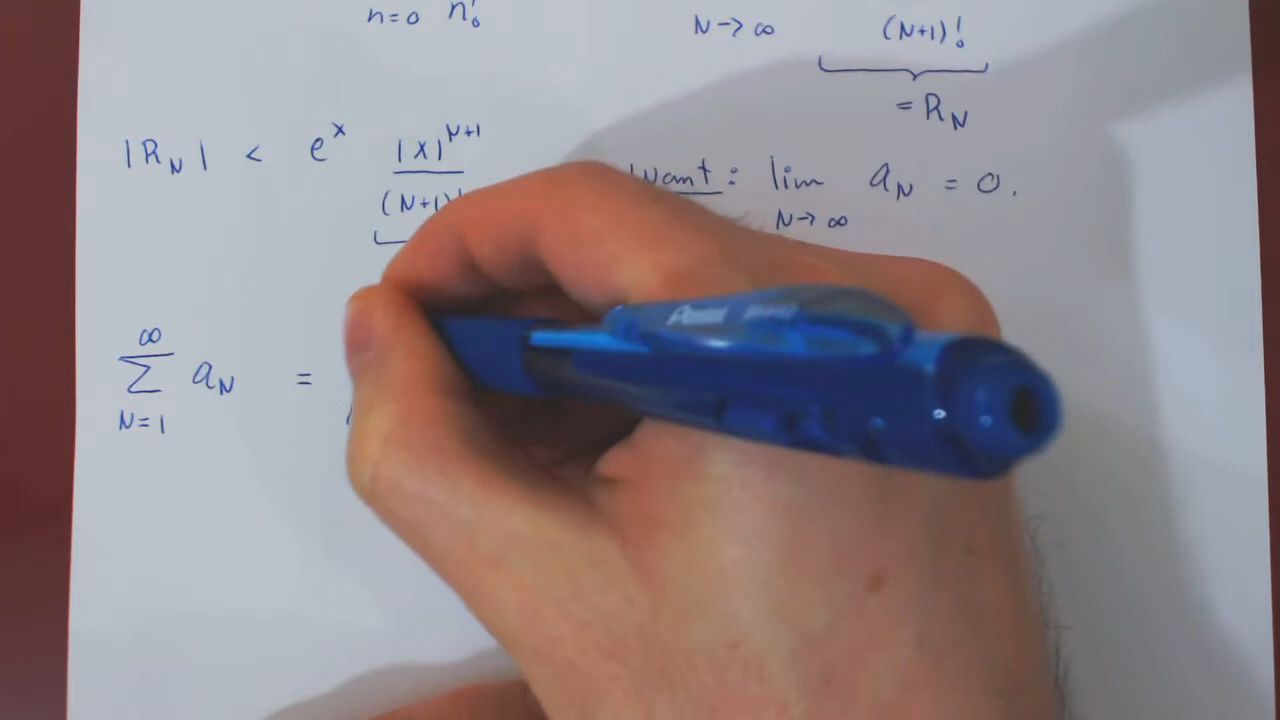 n=0 n! N→∞ (N+1)!
= R_N
|R_N| < e^x |x|^{N+1}
(N+1)
Want: lim a_N = 0.
N→∞
∞
∑ a_N =
N=1
Pentel